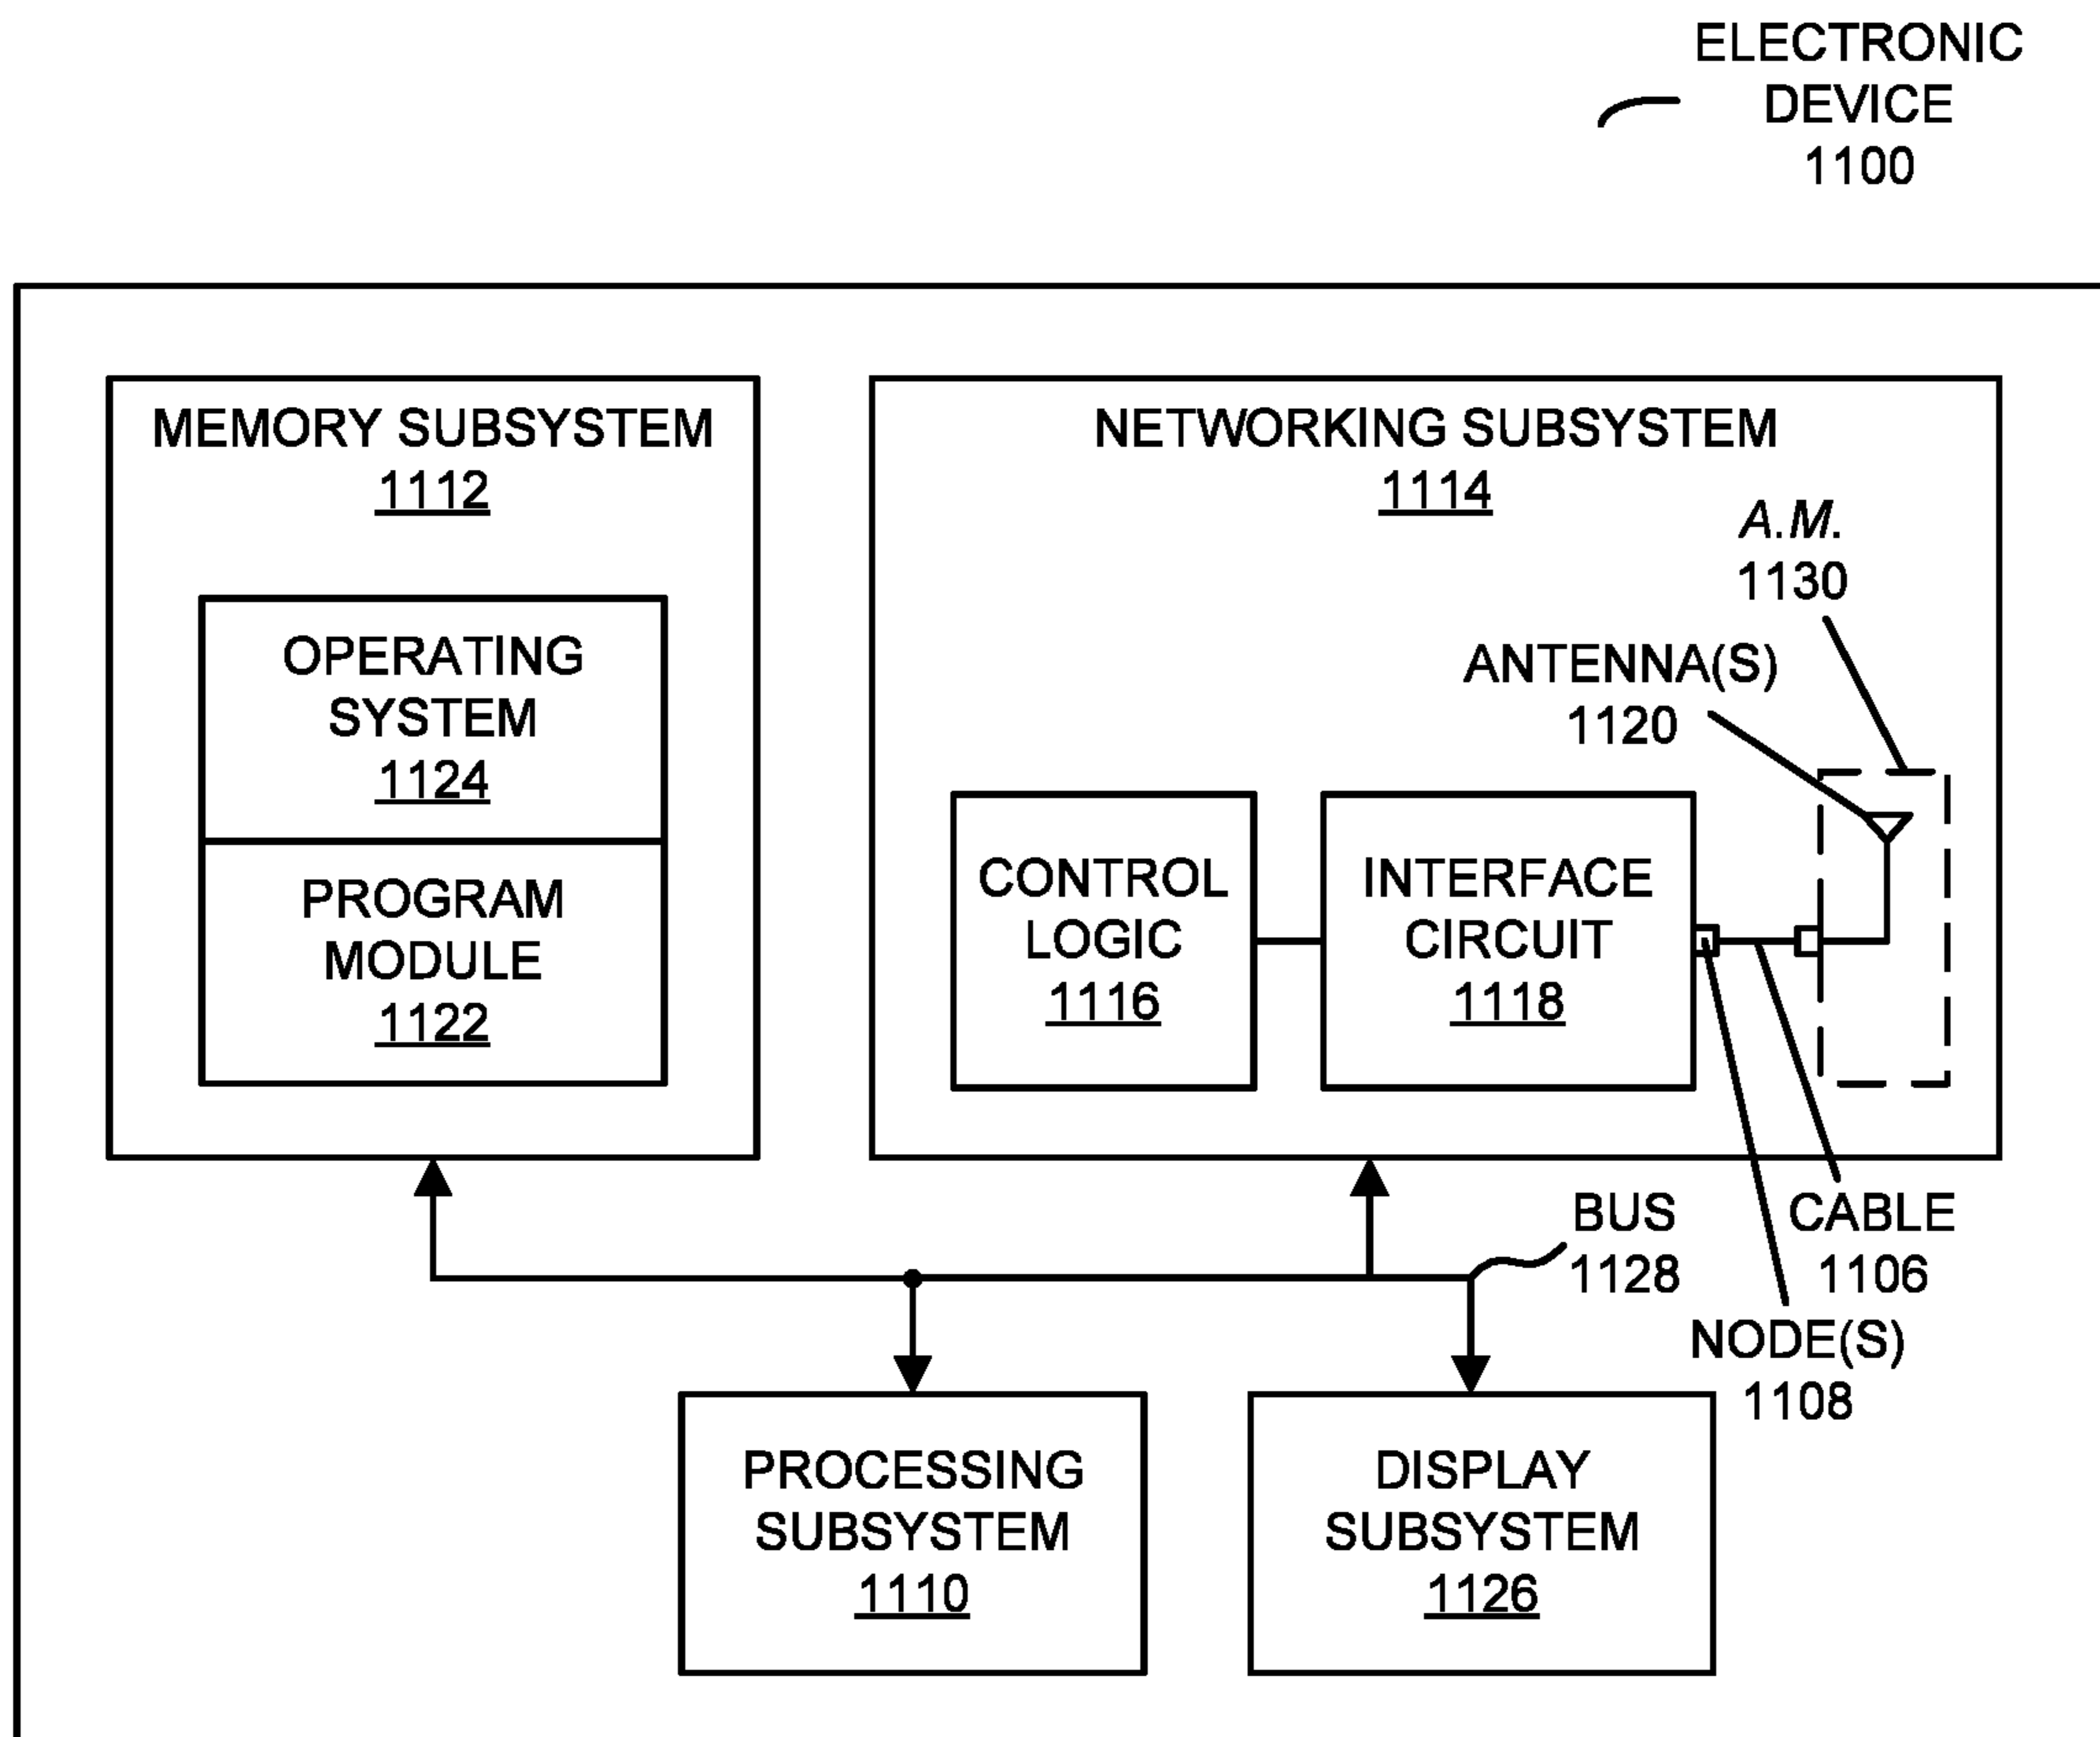 ELECTRONIC
DEVICE
1100
MEMORY SUBSYSTEM
1112
OPERATING
SYSTEM
1124
PROGRAM
MODULE
1122
NETWORKING SUBSYSTEM
1114
A.M.
1130
ANTENNA(S)
1120
CONTROL
LOGIC
1116
INTERFACE
CIRCUIT
1118
BUS
1128
CABLE
1106
NODE(S)
1108
PROCESSING
SUBSYSTEM
1110
DISPLAY
SUBSYSTEM
1126